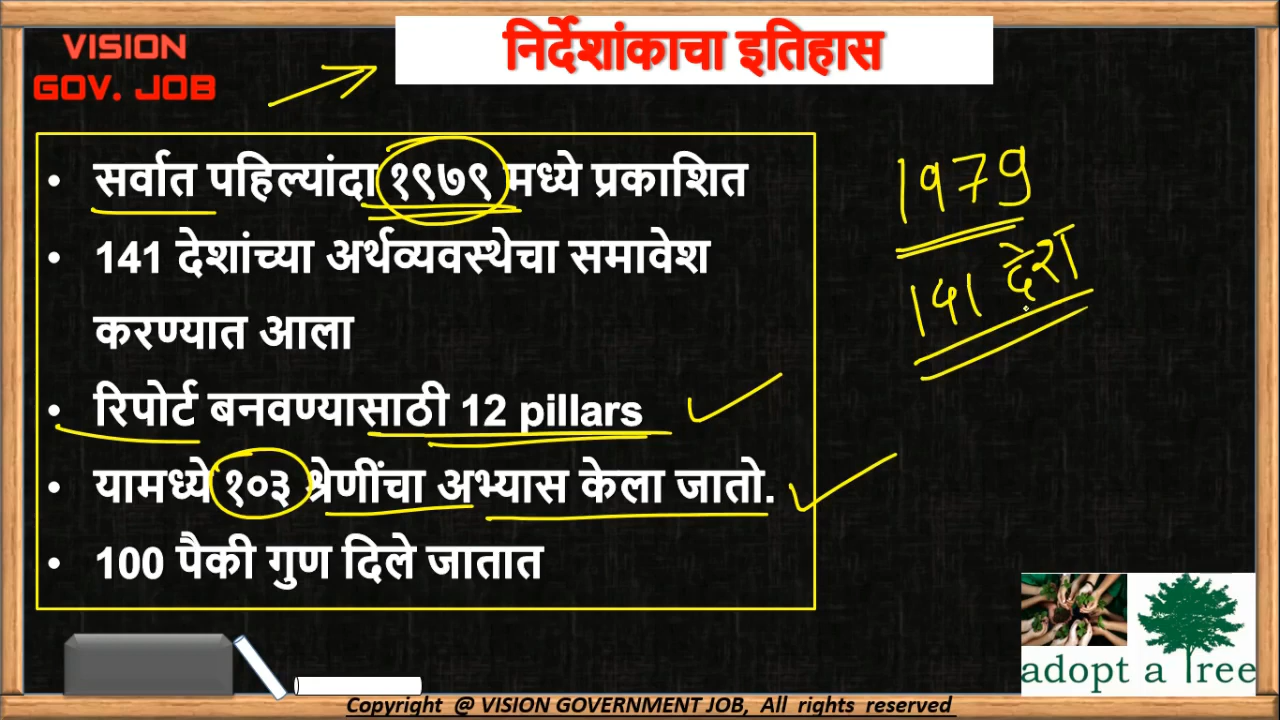 VISION
GOV. JOB
निर्देशांकाचा इतिहास
• सर्वात पहिल्यांदा १९७९ मध्ये प्रकाशित
• 141 देशांच्या अर्थव्यवस्थेचा समावेश
करण्यात आला
• रिपोर्ट बनवण्यासाठी 12 pillars
• यामध्ये १०३ श्रेणींचा अभ्यास केला जातो.
• 100 पैकी गुण दिले जातात
1979
141 देश
adopt a Tree
Copyright @ VISION GOVERNMENT JOB, All rights reserved